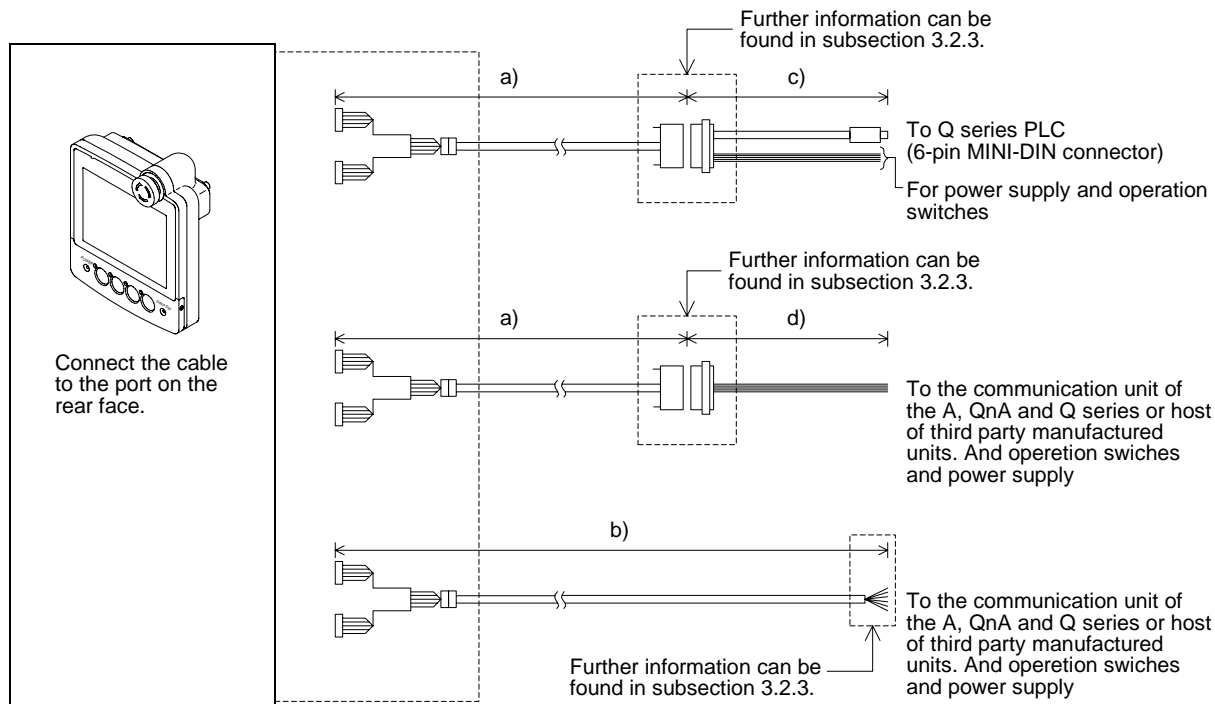 Further information can be
found in subsection 3.2.3.
a)
c)
To Q series PLC
(6-pin MINI-DIN connector)
For power supply and operation
switches
Further information can be
found in subsection 3.2.3.
a)
d)
Connect the cable
to the port on the
rear face.
To the communication unit of
the A, QnA and Q series or host
of third party manufactured
units. And operetion swiches
and power supply
b)
To the communication unit of
the A, QnA and Q series or host
of third party manufactured
units. And operetion swiches
and power supply
Further information can be
found in subsection 3.2.3.